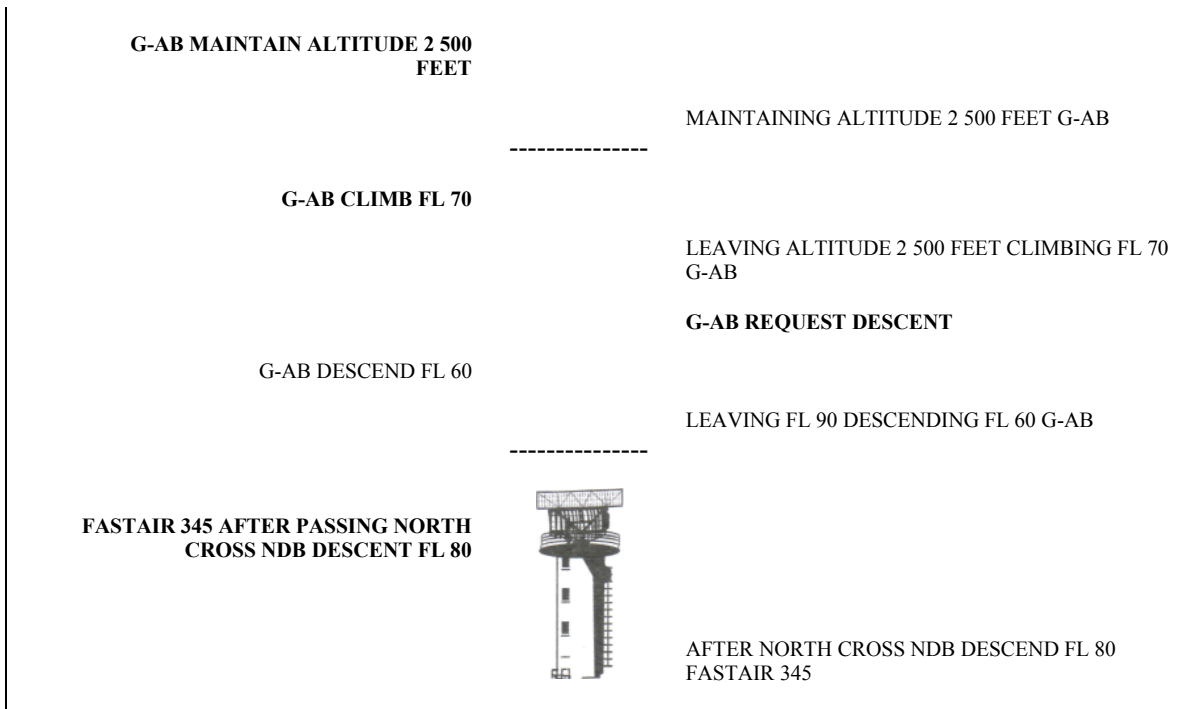 G-AB MAINTAIN ALTITUDE 2 500
FEET
MAINTAINING ALTITUDE 2 500 FEET G-AB
---------------
G-AB CLIMB FL 70
LEAVING ALTITUDE 2 500 FEET CLIMBING FL 70
G-AB
G-AB REQUEST DESCENT
G-AB DESCEND FL 60
LEAVING FL 90 DESCENDING FL 60 G-AB
---------------
FASTAIR 345 AFTER PASSING NORTH
CROSS NDB DESCENT FL 80
AFTER NORTH CROSS NDB DESCEND FL 80
FASTAIR 345